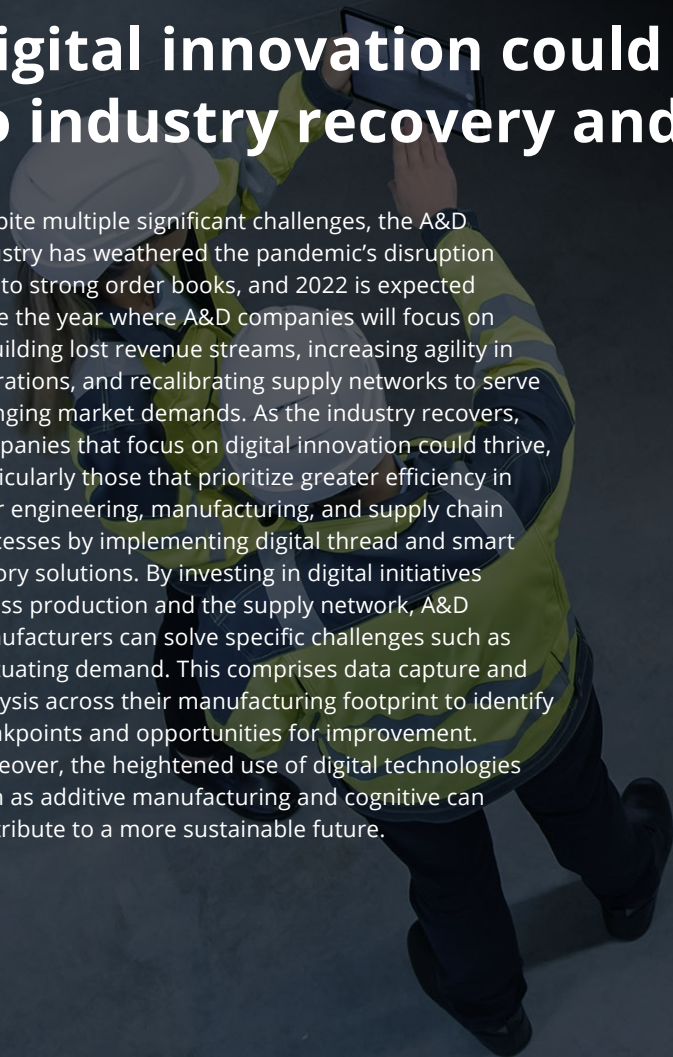 igital innovation could
o industry recovery and
pite multiple significant challenges, the A&D
ustry has weathered the pandemic’s disruption
to strong order books, and 2022 is expected
e the year where A&D companies will focus on
uilding lost revenue streams, increasing agility in
rations, and recalibrating supply networks to serve
nging market demands. As the industry recovers,
panies that focus on digital innovation could thrive,
icularly those that prioritize greater efficiency in
r engineering, manufacturing, and supply chain
cesses by implementing digital thread and smart
ory solutions. By investing in digital initiatives
ss production and the supply network, A&D
ufacturers can solve specific challenges such as
tuating demand. This comprises data capture and
ysis across their manufacturing footprint to identify
kpoints and opportunities for improvement.
eover, the heightened use of digital technologies
h as additive manufacturing and cognitive can
tribute to a more sustainable future.